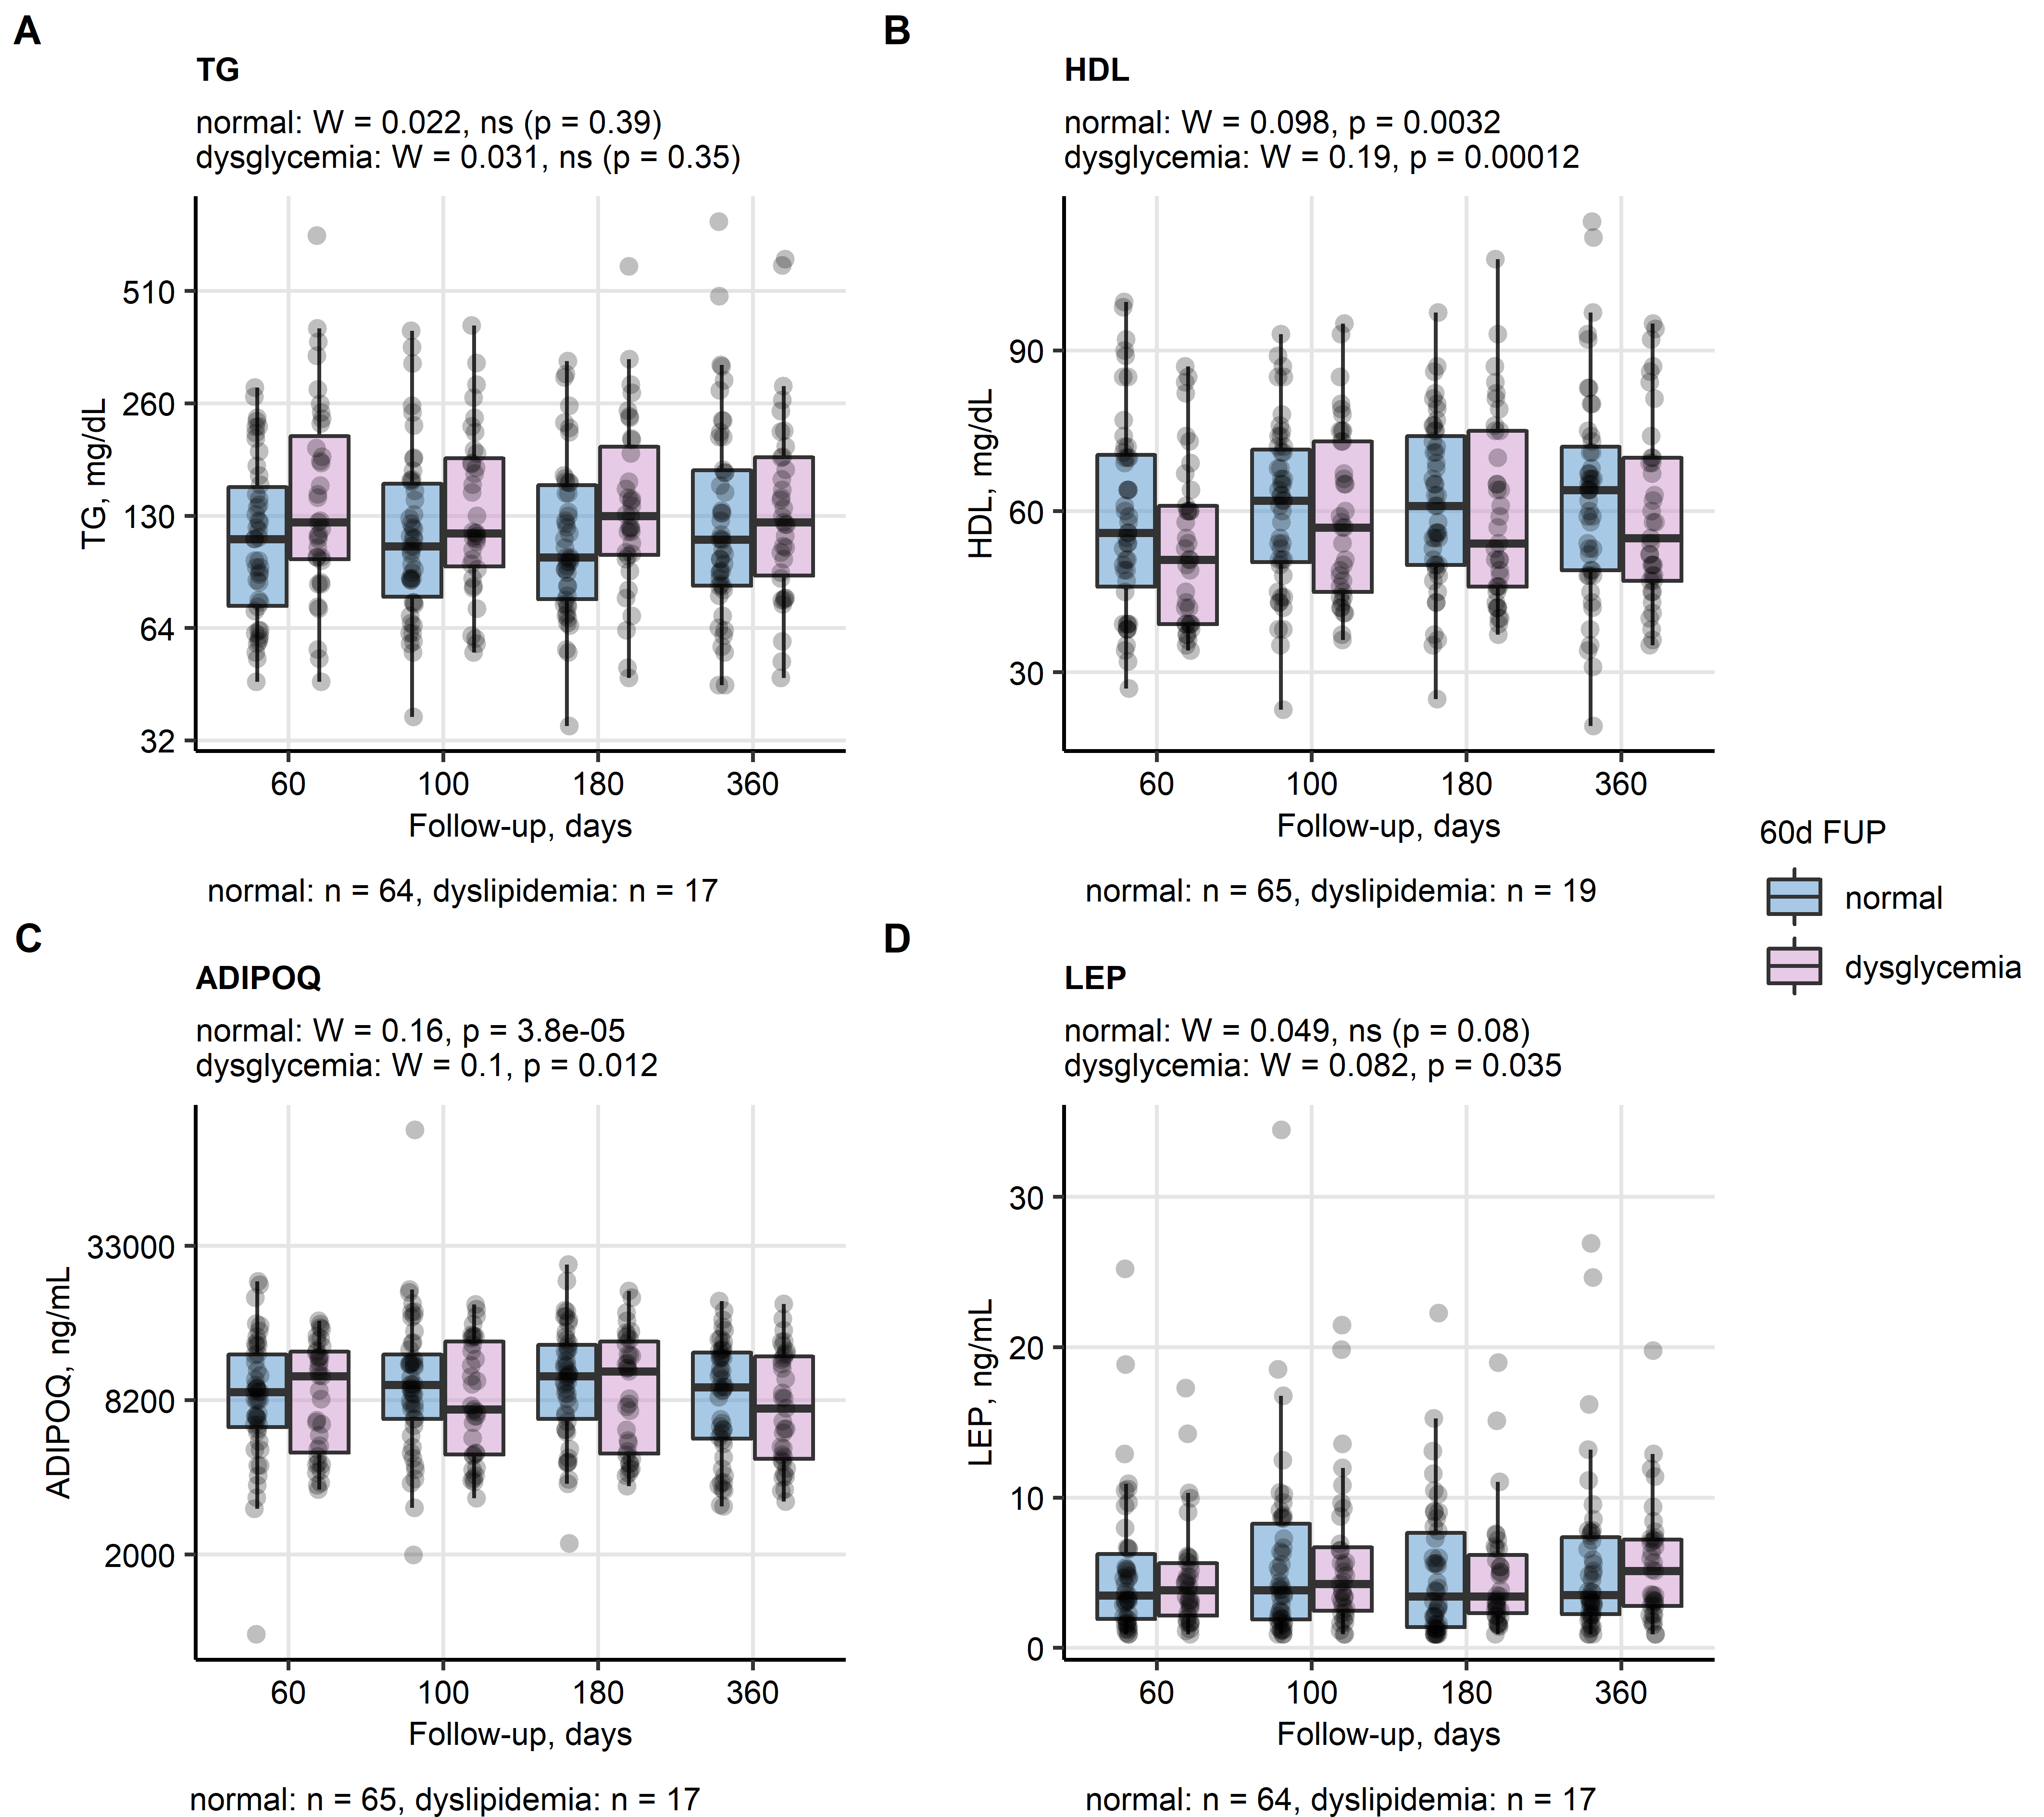 A
TG
normal: W = 0.022, ns (p = 0.39)
dysglycemia: W = 0.031, ns (p = 0.35)
TG, mg/dL
510
260
130
64
32
60
100
180
360
Follow-up, days
normal: n = 64, dyslipidemia: n = 17
B
HDL
normal: W = 0.098, p = 0.0032
dysglycemia: W = 0.19, p = 0.00012
HDL, mg/dL
90
60
30
60
100
180
360
Follow-up, days
normal: n = 65, dyslipidemia: n = 19
C
ADIPOQ
normal: W = 0.16, p = 3.8e-05
dysglycemia: W = 0.1, p = 0.012
ADIPOQ, ng/mL
33000
8200
2000
60
100
180
360
Follow-up, days
normal: n = 65, dyslipidemia: n = 17
D
LEP
normal: W = 0.049, ns (p = 0.08)
dysglycemia: W = 0.082, p = 0.035
LEP, ng/mL
30
20
10
0
60
100
180
360
Follow-up, days
normal: n = 64, dyslipidemia: n = 17
60d FUP
normal
dysglycemia